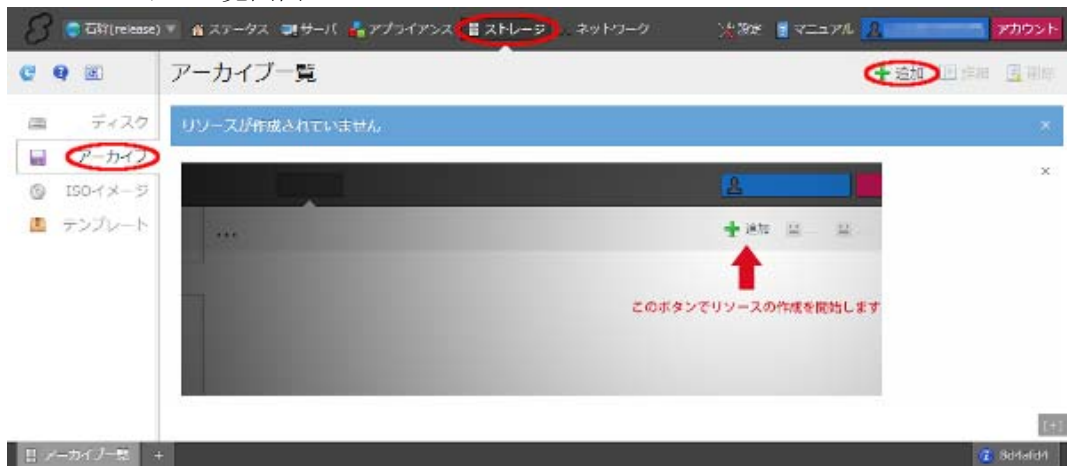 石狩(release) ステータス サーバ アプライアンス ストレージ ネットワーク 設定 マニュアル アカウント
アーカイブ一覧 追加 詳細 削除
ディスク
アーカイブ
ISOイメージ
テンプレート
リソースが作成されていません ×
×
... 追加
このボタンでリソースの作成を開始します
[+]
アーカイブ一覧 +